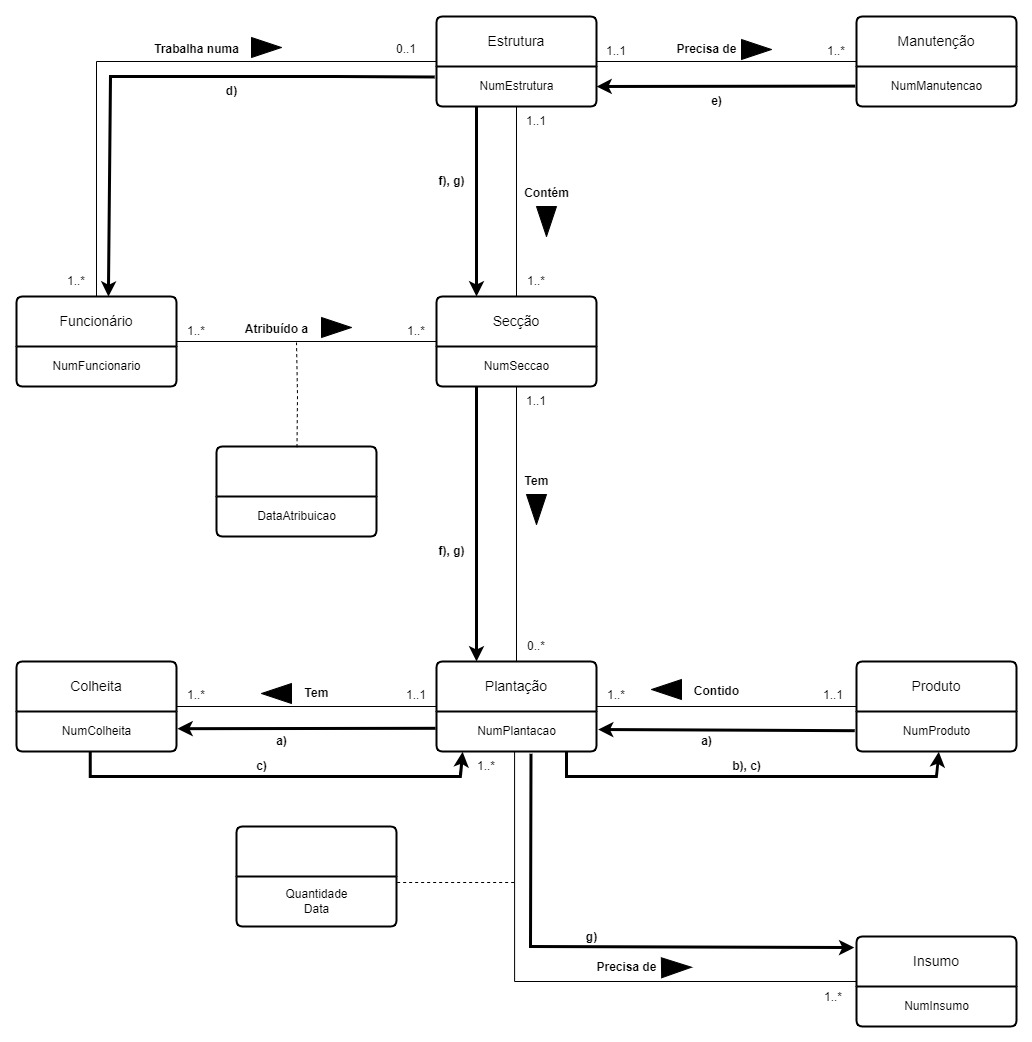 Estrutura
NumEstrutura
Manutenção
NumManutencao
Trabalha numa
0..1
1..1
Precisa de
1..*
d)
e)
1..1
f), g)
Contém
1..*
1..*
Funcionário
NumFuncionario
1..*
Atribuído a
1..*
Secção
NumSeccao
1..1
DataAtribuicao
Tem
f), g)
0..*
Colheita
NumColheita
1..*
Tem
1..1
Plantação
NumPlantacao
1..*
Contido
1..1
Produto
NumProduto
a)
a)
c)
1..*
b), c)
Quantidade
Data
g)
Precisa de
1..*
Insumo
NumInsumo